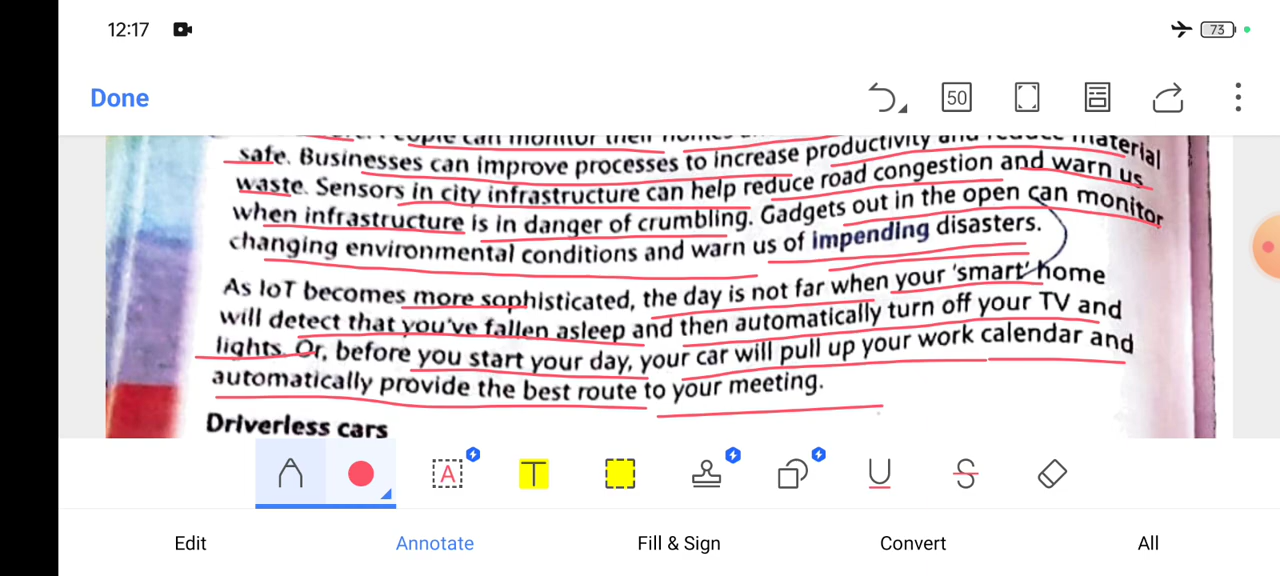 12:17
73
Done
50
can monitor their
safe. Businesses can improve processes to increase productivity and reduce material
waste. Sensors in city infrastructure can help reduce road congestion and warn us
when infrastructure is in danger of crumbling. Gadgets out in the open can monitor
changing environmental conditions and warn us of impending disasters.
As IoT becomes more sophisticated, the day is not far when your 'smart' home
will detect that you've fallen asleep and then automatically turn off your TV and
lights. Or, before you start your day, your car will pull up your work calendar and
automatically provide the best route to your meeting.
Driverless cars
A T U S
Edit Annotate Fill & Sign Convert All